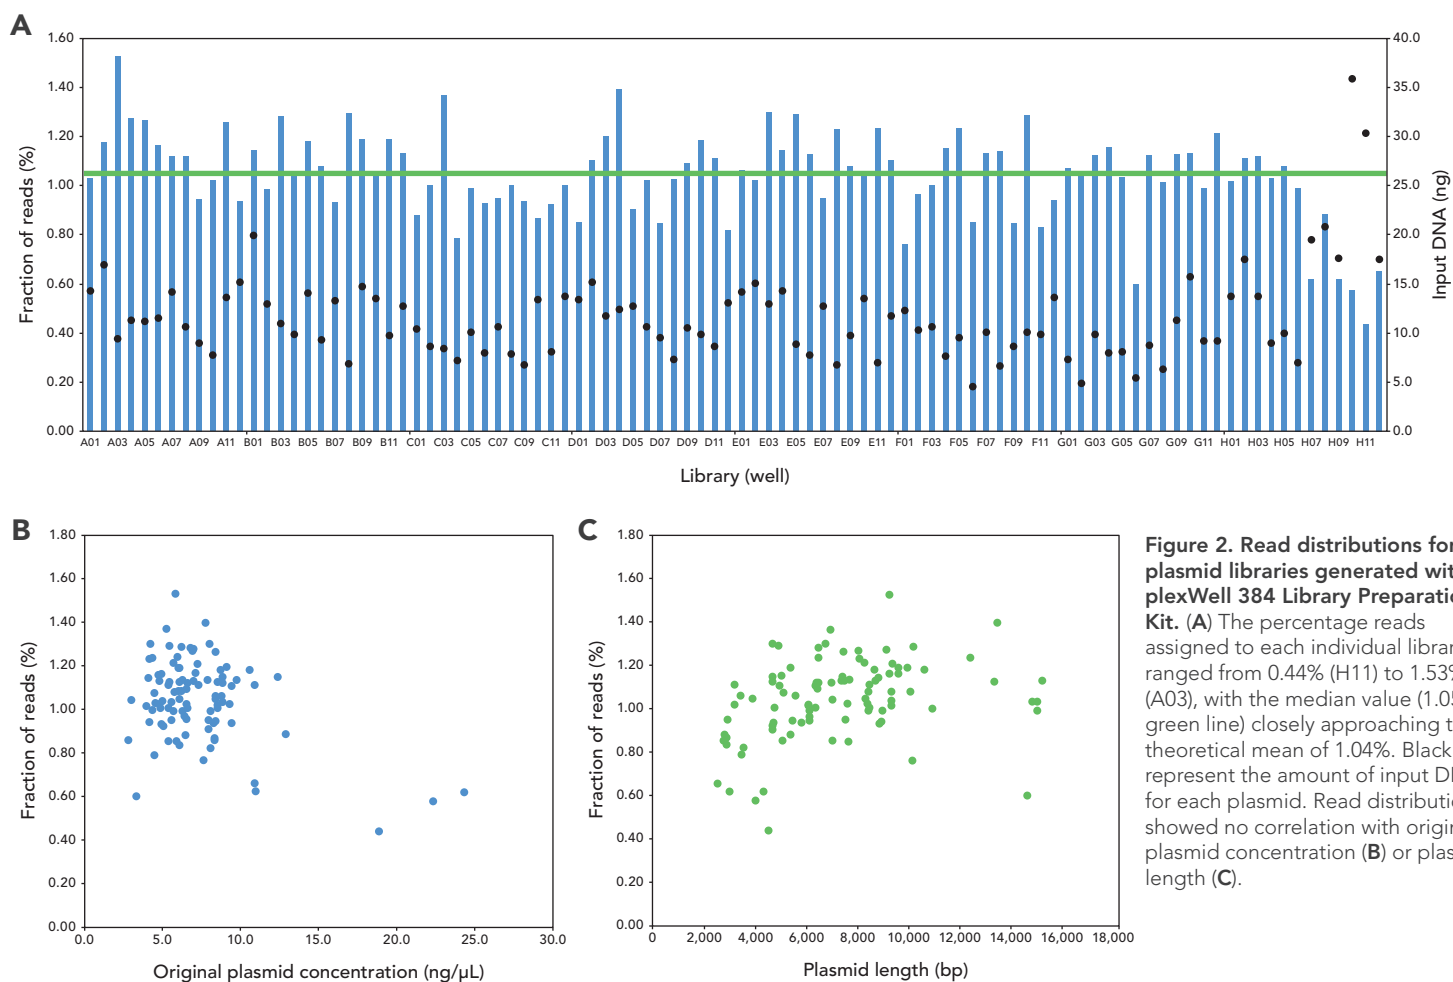 A
1.60
1.40
1.20
1.00
0.80
0.60
0.40
0.20
0.00
Fraction of reads (%)
40.0
35.0
30.0
25.0
20.0
15.0
10.0
5.0
0.0
Input DNA (ng)
A01 A03 A05 A07 A09 A11 B01 B03 B05 B07 B09 B11 C01 C03 C05 C07 C09 C11 D01 D03 D05 D07 D09 D11 E01 E03 E05 E07 E09 E11 F01 F03 F05 F07 F09 F11 G01 G03 G05 G07 G09 G11 H01 H03 H05 H07 H09 H11
Library (well)
B
1.80
1.60
1.40
1.20
1.00
0.80
0.60
0.40
0.20
0.00
Fraction of reads (%)
0.0 5.0 10.0 15.0 20.0 25.0 30.0
Original plasmid concentration (ng/µL)
C
1.80
1.60
1.40
1.20
1.00
0.80
0.60
0.40
0.20
0.00
Fraction of reads (%)
0 2,000 4,000 6,000 8,000 10,000 12,000 14,000 16,000 18,000
Plasmid length (bp)
Figure 2. Read distributions for
plasmid libraries generated wit
plexWell 384 Library Preparatio
Kit. (A) The percentage reads
assigned to each individual librar
ranged from 0.44% (H11) to 1.53%
(A03), with the median value (1.05
green line) closely approaching t
theoretical mean of 1.04%. Black
represent the amount of input D
for each plasmid. Read distributi
showed no correlation with origin
plasmid concentration (B) or plas
length (C).